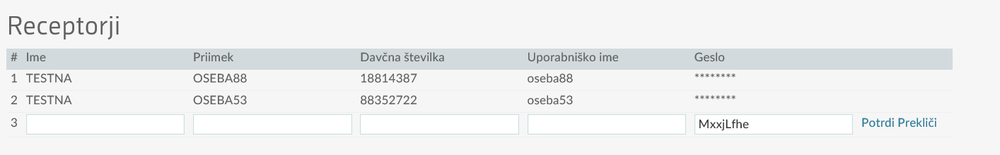 Receptorji
# Ime Priimek Davčna številka Uporabniško ime Geslo
1 TESTNA OSEBA88 18814387 oseba88 ********
2 TESTNA OSEBA53 88352722 oseba53 ********
3 MxxjLfhe Potrdi Prekliči